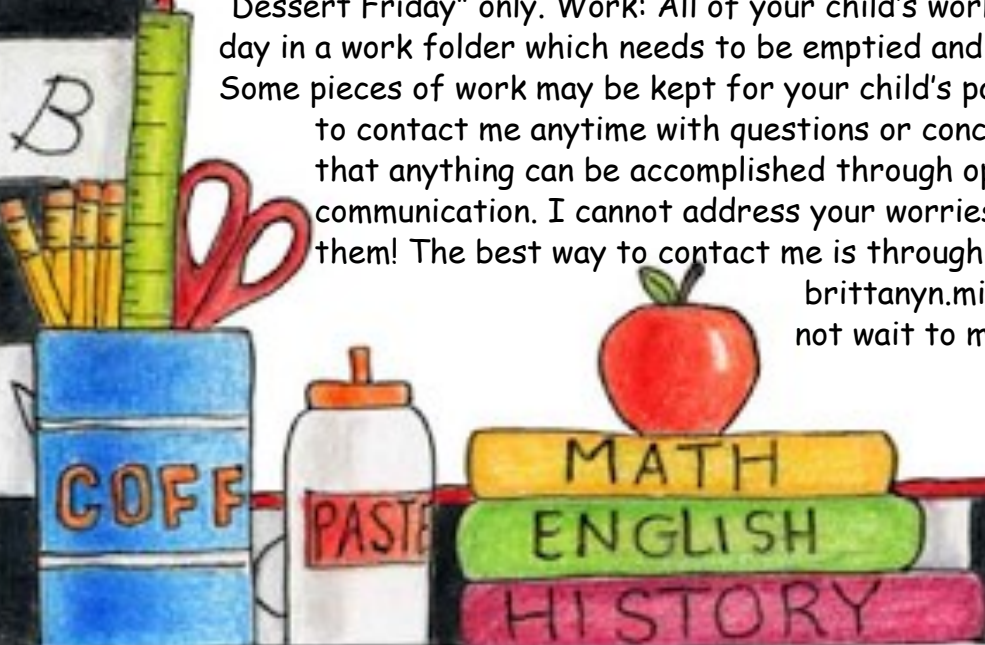 Dessert Friday" only. Work: All of your child's wor
day in a work folder which needs to be emptied and
Some pieces of work may be kept for your child's p
to contact me anytime with questions or conc
that anything can be accomplished through op
communication. I cannot address your worries
them! The best way to contact me is through
brittanyn.mi
not wait to m
B
COFF
PASTE
MATH
ENGLISH
HISTORY